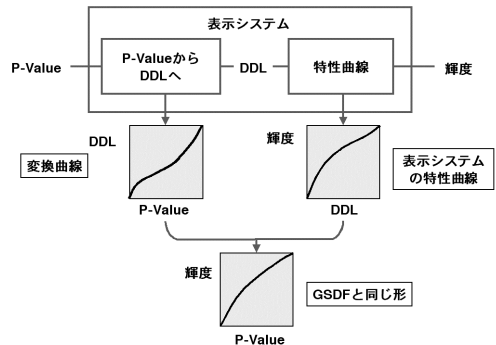 表示システム
P-Value
P-Valueから
DDLへ
DDL
特性曲線
輝度
DDL
変換曲線
P-Value
輝度
DDL
表示システム
の特性曲線
輝度
GSDFと同じ形
P-Value